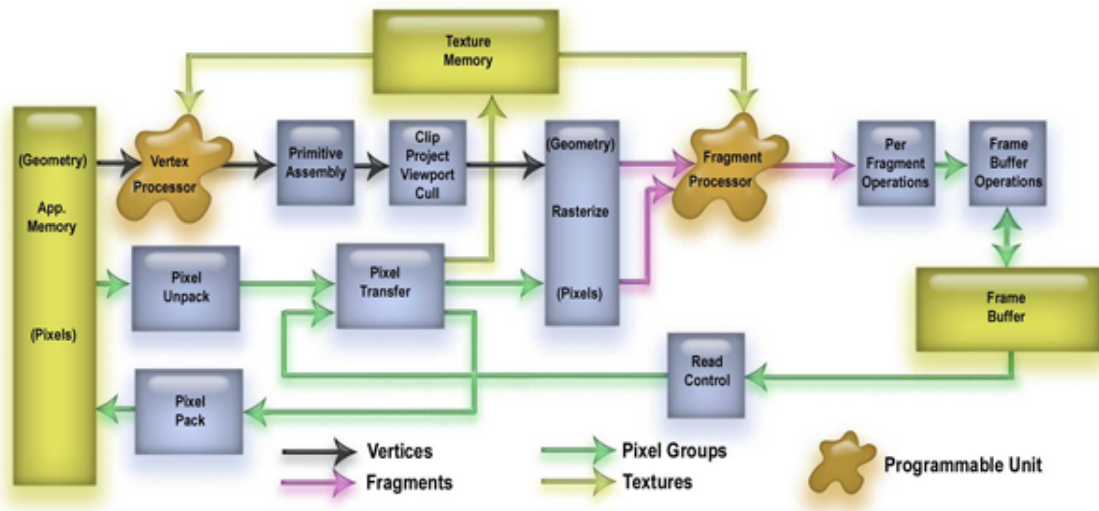 Texture
Memory
(Geometry)
App.
Memory
(Pixels)
Vertex
Processor
Primitive
Assembly
Clip
Project
Viewport
Cull
(Geometry)
Rasterize
(Pixels)
Fragment
Processor
Per
Fragment
Operations
Frame
Buffer
Operations
Pixel
Unpack
Pixel
Transfer
Frame
Buffer
Read
Control
Pixel
Pack
Vertices
Fragments
Pixel Groups
Textures
Programmable Unit